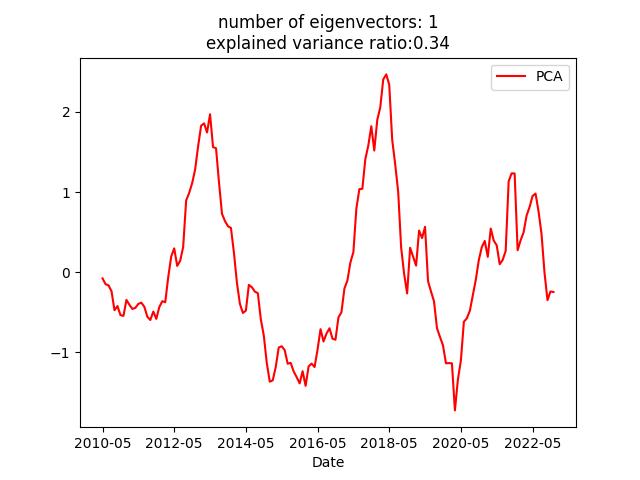 number of eigenvectors: 1
explained variance ratio:0.34
PCA
2
1
0
−1
2010-05 2012-05 2014-05 2016-05 2018-05 2020-05 2022-05
Date